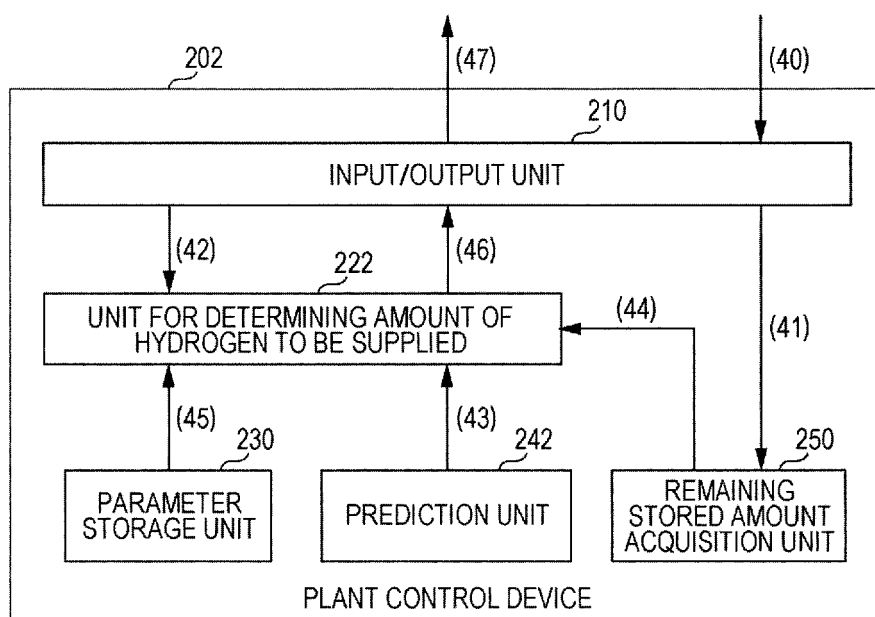 (47)
(40)
202
210
INPUT/OUTPUT UNIT
(42)
(46)
222
UNIT FOR DETERMINING AMOUNT OF
HYDROGEN TO BE SUPPLIED
(44)
(41)
(45)
(43)
230
242
250
PARAMETER
STORAGE UNIT
PREDICTION UNIT
REMAINING
STORED AMOUNT
ACQUISITION UNIT
PLANT CONTROL DEVICE